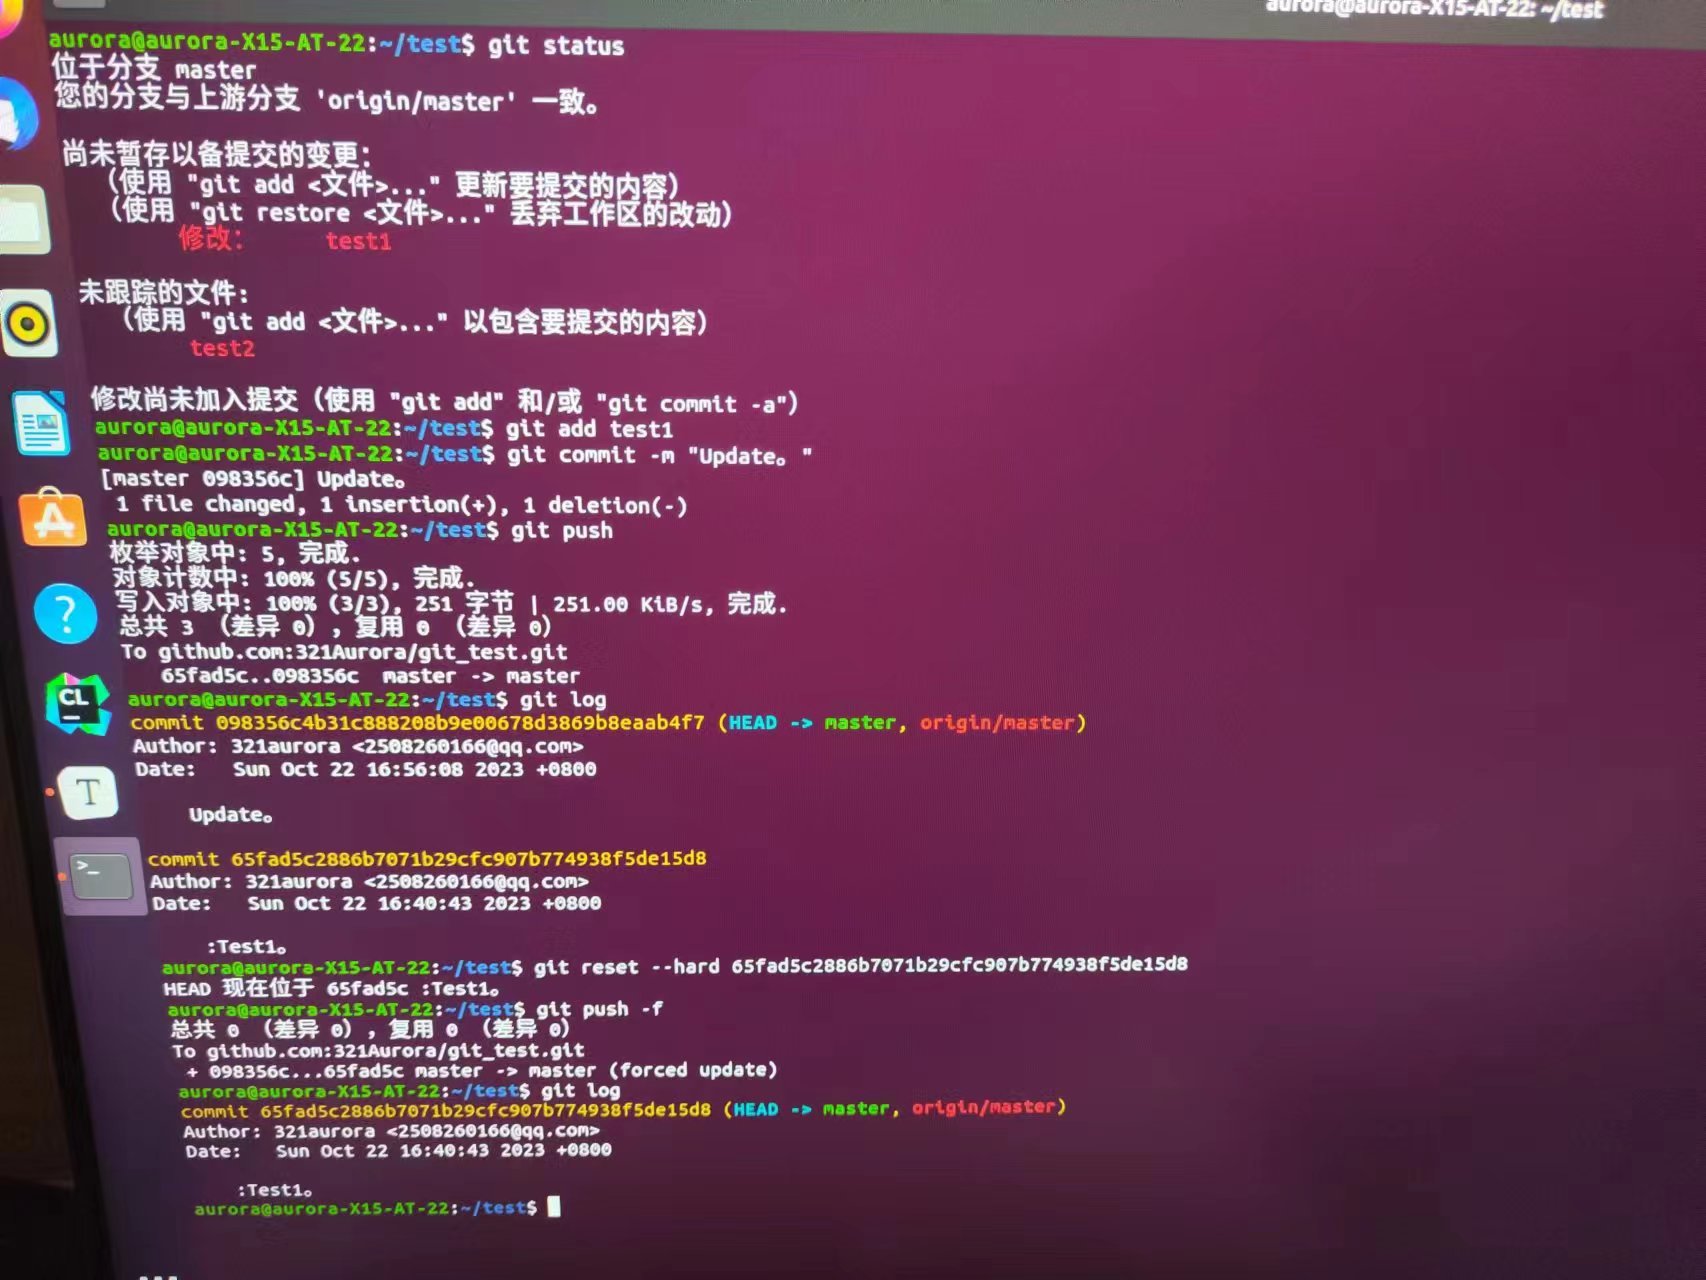 aurora@aurora-X15-AT-22: ~/test
aurora@aurora-X15-AT-22:~/test$ git status
位于分支 master
您的分支与上游分支 'origin/master' 一致。
尚未暂存以备提交的变更：
（使用 "git add <文件>..." 更新要提交的内容）
（使用 "git restore <文件>..." 丢弃工作区的改动）
修改：     test1
未跟踪的文件:
（使用 "git add <文件>..." 以包含要提交的内容）
test2
修改尚未加入提交（使用 "git add" 和/或 "git commit -a"）
aurora@aurora-X15-AT-22:~/test$ git add test1
aurora@aurora-X15-AT-22:~/test$ git commit -m "Update。"
[master 098356c] Update。
1 file changed, 1 insertion(+), 1 deletion(-)
aurora@aurora-X15-AT-22:~/test$ git push
枚举对象中: 5, 完成.
对象计数中: 100% (5/5), 完成.
写入对象中: 100% (3/3), 251 字节 | 251.00 KiB/s, 完成.
总共 3 （差异 0），复用 0 （差异 0）
To github.com:321Aurora/git_test.git
65fad5c..098356c  master -> master
aurora@aurora-X15-AT-22:~/test$ git log
commit 098356c4b31c888208b9e00678d3869b8eaab4f7 (HEAD -> master, origin/master)
Author: 321aurora <2508260166@qq.com>
Date:   Sun Oct 22 16:56:08 2023 +0800
Update。
commit 65fad5c2886b7071b29cfc907b774938f5de15d8
Author: 321aurora <2508260166@qq.com>
Date:   Sun Oct 22 16:40:43 2023 +0800
:Test1。
aurora@aurora-X15-AT-22:~/test$ git reset --hard 65fad5c2886b7071b29cfc907b774938f5de15d8
HEAD 现在位于 65fad5c :Test1。
aurora@aurora-X15-AT-22:~/test$ git push -f
总共 0 （差异 0），复用 0 （差异 0）
To github.com:321Aurora/git_test.git
+ 098356c...65fad5c master -> master (forced update)
aurora@aurora-X15-AT-22:~/test$ git log
commit 65fad5c2886b7071b29cfc907b774938f5de15d8 (HEAD -> master, origin/master)
Author: 321aurora <2508260166@qq.com>
Date:   Sun Oct 22 16:40:43 2023 +0800
:Test1。
aurora@aurora-X15-AT-22:~/test$
CL
T